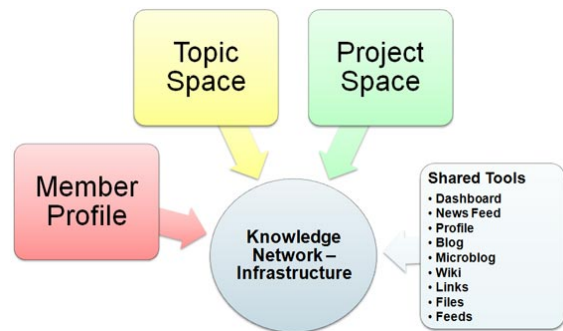 Topic
Space
Project
Space
Member
Profile
Knowledge
Network –
Infrastructure
Shared Tools
• Dashboard
• News Feed
• Profile
• Blog
• Microblog
• Wiki
• Links
• Files
• Feeds